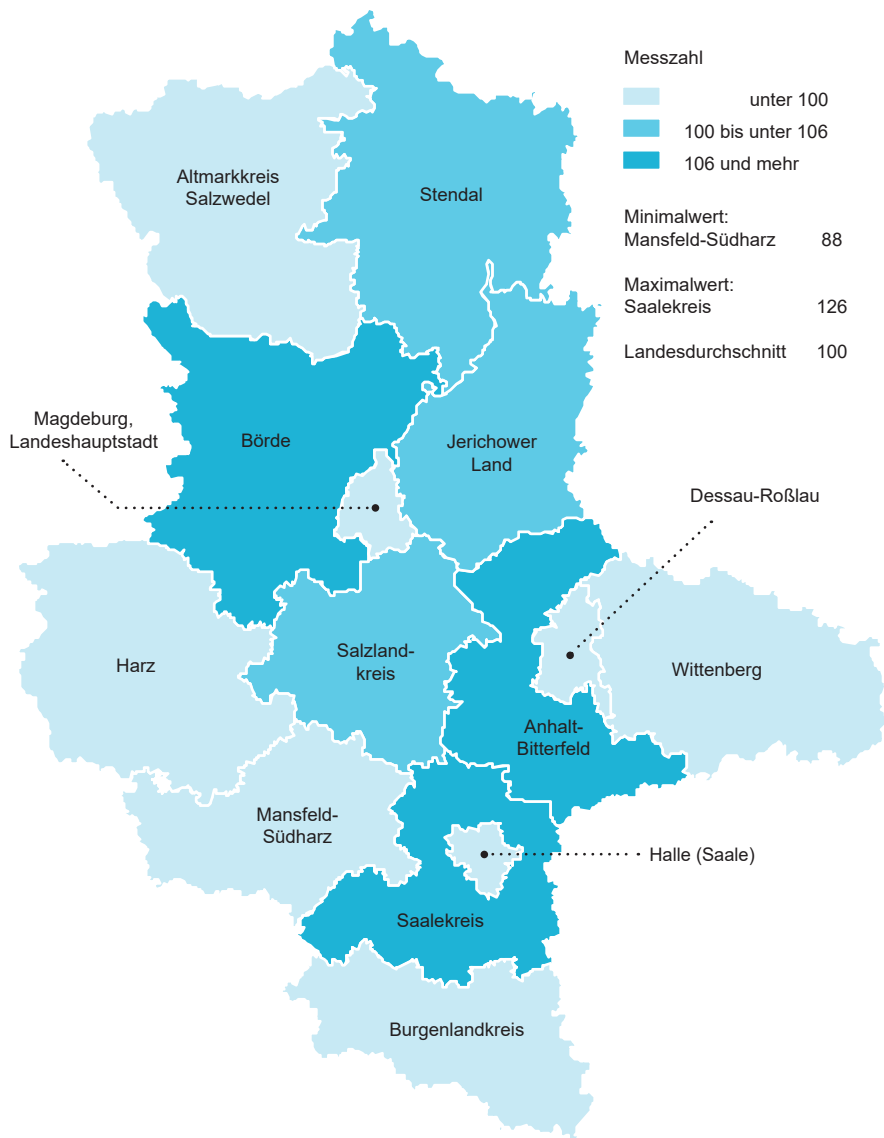 Messzahl
unter 100
100 bis unter 106
106 und mehr
Minimalwert:
Mansfeld-Südharz 88
Maximalwert:
Saalekreis 126
Landesdurchschnitt 100
Altmarkkreis
Salzwedel
Stendal
Magdeburg,
Landeshauptstadt
Börde
Jerichower
Land
Dessau-Roßlau
Harz
Salzland-
kreis
Wittenberg
Anhalt-
Bitterfeld
Mansfeld-
Südharz
Halle (Saale)
Saalekreis
Burgenlandkreis